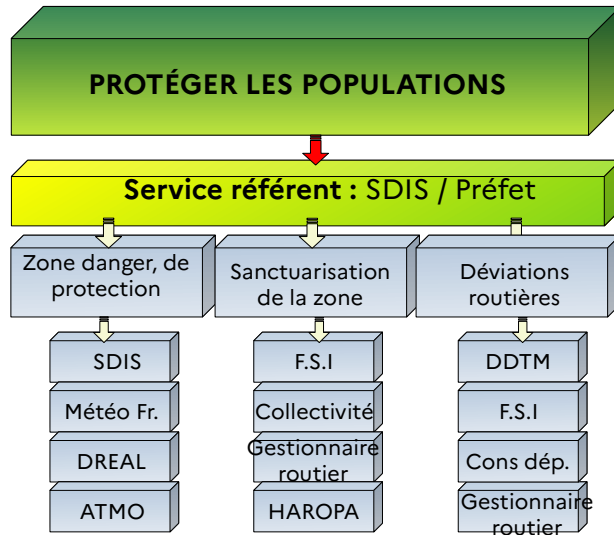 PROTÉGER LES POPULATIONS
Service référent : SDIS / Préfet
Zone danger, de
protection
SDIS
Météo Fr.
DREAL
ATMO
Sanctuarisation
de la zone
F.S.I
Collectivité
Gestionnaire
routier
HAROPA
Déviations
routières
DDTM
F.S.I
Cons dép.
Gestionnaire
routier